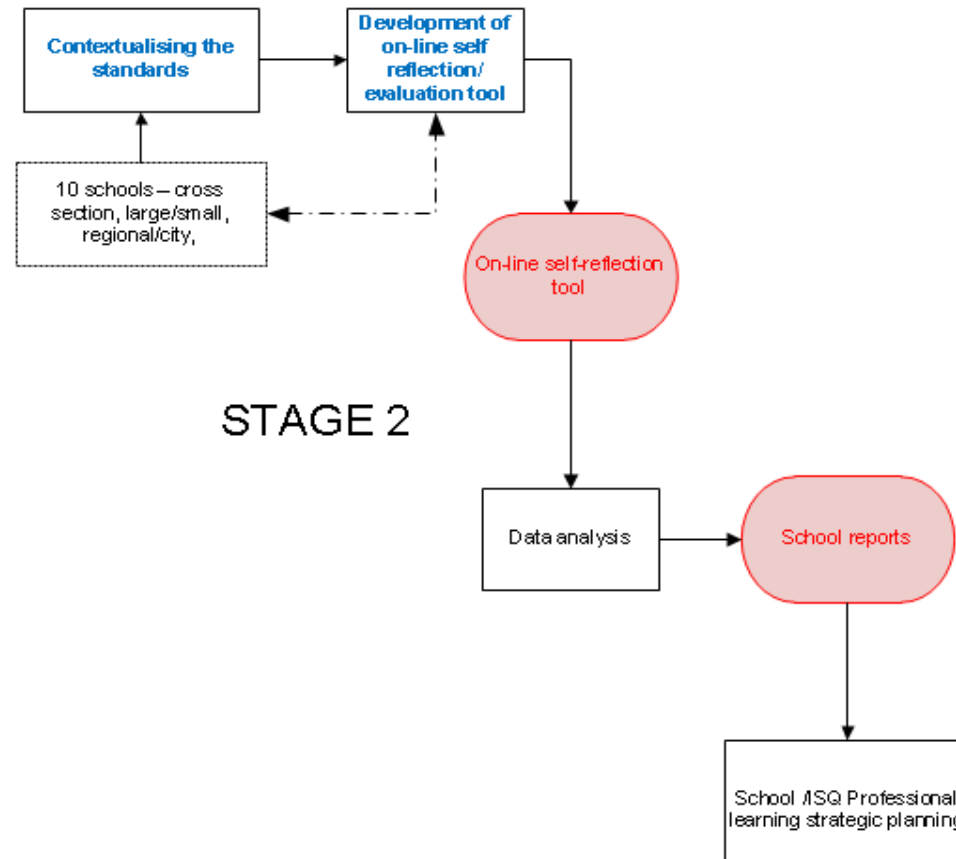 Contextualising the
standards
Development of
on-line self
reflection/
evaluation tool
10 schools – cross
section, large/small,
regional/city,
On-line self-reflection
tool
STAGE 2
Data analysis
School reports
School /ISQ Professional
learning strategic planning